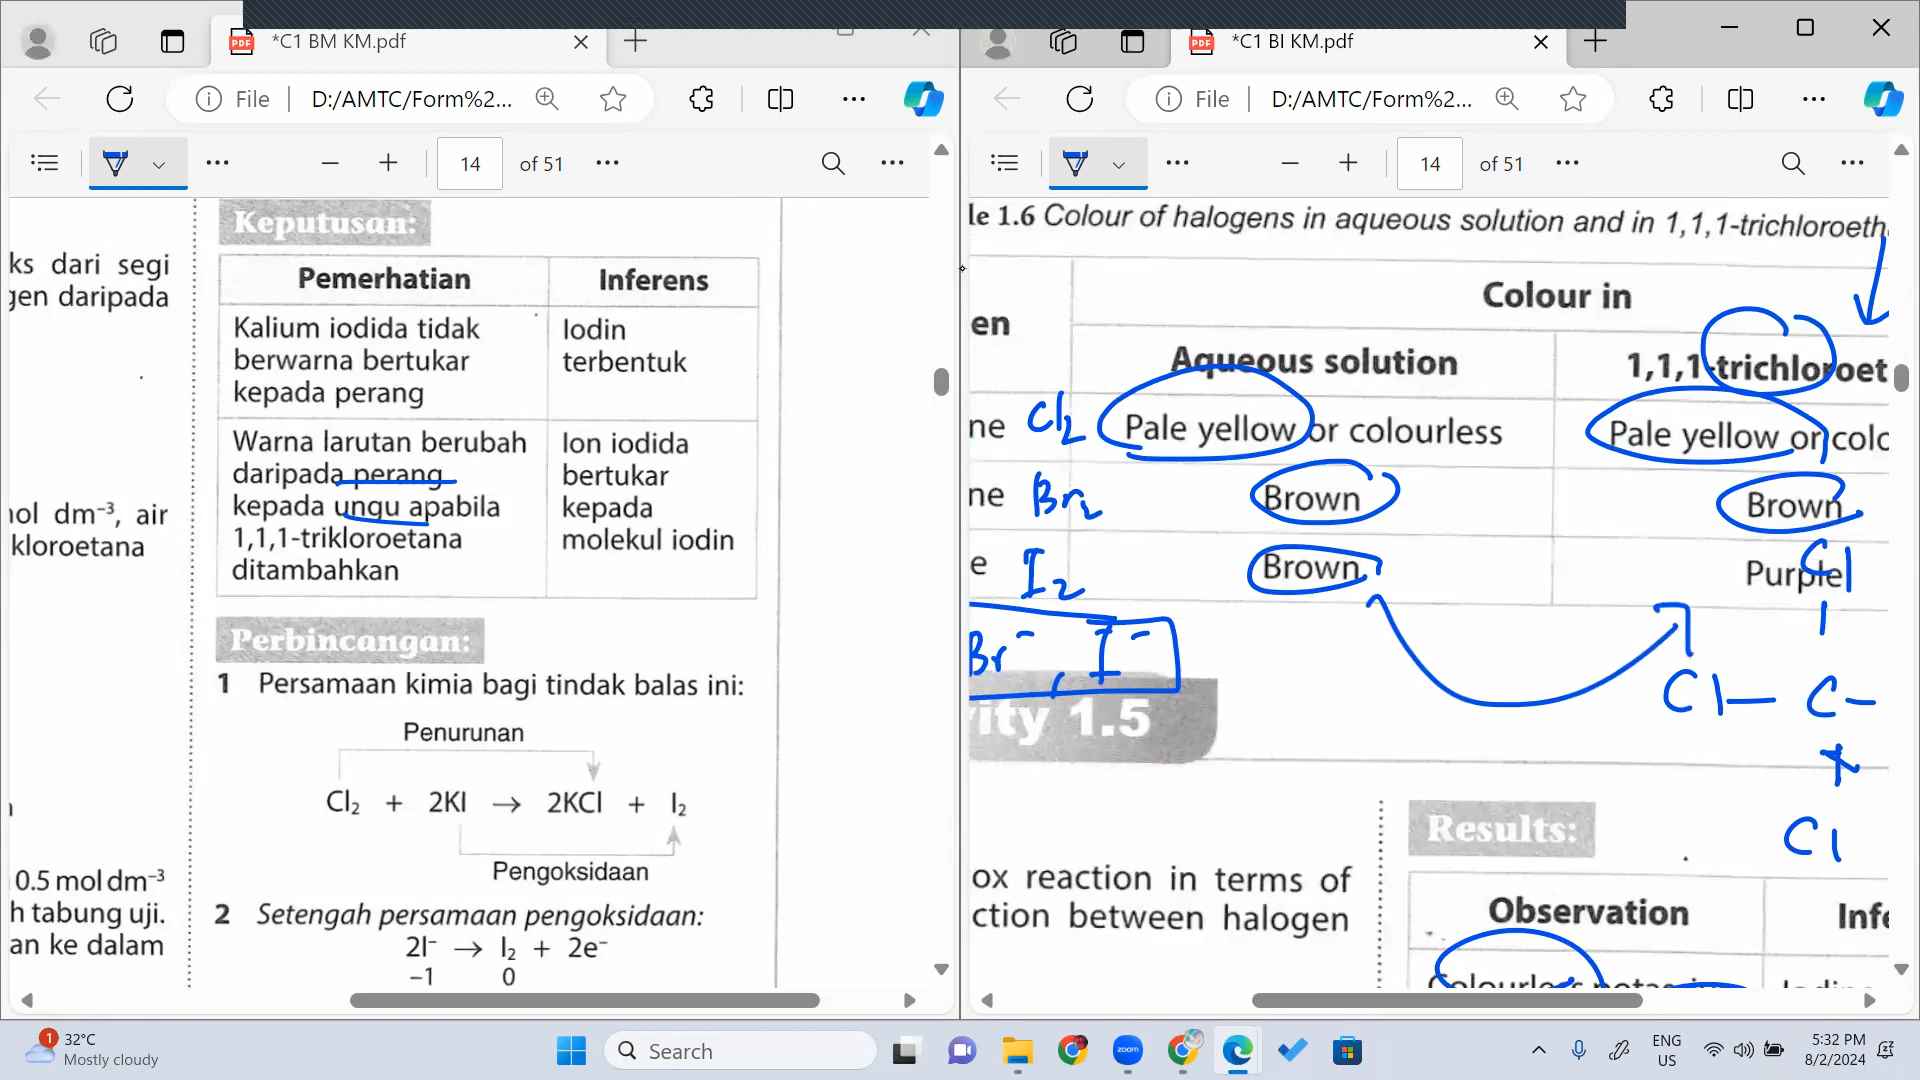 *C1 BM KM.pdf
File
D:/AMTC/Form%2...
14 of 51
ks dari segi
gen daripada
nol dm⁻³, air
kloroetana
0.5 mol dm⁻³
h tabung uji.
an ke dalam
Keputusan:
Pemerhatian
Inferens
Kalium iodida tidak
berwarna bertukar
kepada perang
Iodin
terbentuk
Warna larutan berubah
daripada perang
kepada ungu apabila
1,1,1-trikloroetana
ditambahkan
Ion iodida
bertukar
kepada
molekul iodin
Perbincangan:
1 Persamaan kimia bagi tindak balas ini:
Penurunan
Cl₂ + 2KI → 2KCl + I₂
Pengoksidaan
2 Setengah persamaan pengoksidaan:
2I⁻ → I₂ + 2e⁻
–1 0
*C1 BI KM.pdf
File
D:/AMTC/Form%2...
14 of 51
le 1.6 Colour of halogens in aqueous solution and in 1,1,1-trichloroeth
en
Colour in
Aqueous solution
1,1,1-trichloroet
ne Cl₂ Pale yellow or colourless
Pale yellow or colo
ne Br₂ Brown
Brown
e I₂ Brown
Purple
Cl
Br⁻, I⁻
Cl — C —
Cl
vity 1.5
ox reaction in terms of
ction between halogen
Results:
Observation
Infe
Colourless potas
Iodine
1
32°C
Mostly cloudy
Search
zoom
ENG
US
5:32 PM
8/2/2024